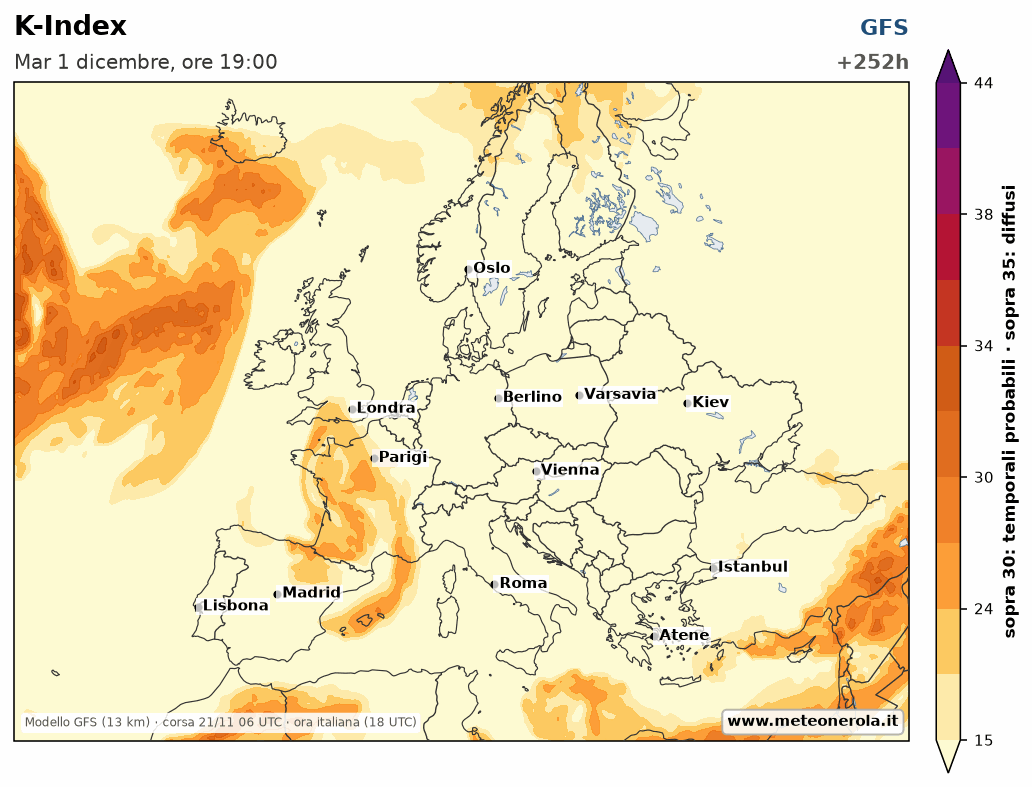 K-Index
GFS
Mar 1 dicembre, ore 19:00
+252h
44
38
34
30
24
15
sopra 30: temporali probabili · sopra 35: diffusi
Oslo
Berlino
Varsavia
Kiev
Londra
Parigi
Vienna
Istanbul
Roma
Madrid
Lisbona
Atene
Modello GFS (13 km) · corsa 21/11 06 UTC · ora italiana (18 UTC)
www.meteonerola.it